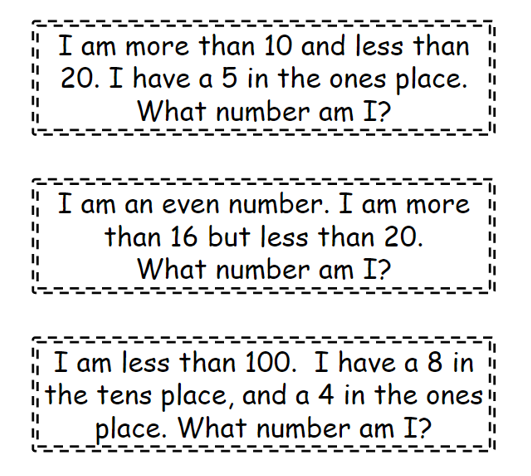 I am more than 10 and less than
20. I have a 5 in the ones place.
What number am I?
I am an even number. I am more
than 16 but less than 20.
What number am I?
I am less than 100.  I have a 8 in
the tens place, and a 4 in the ones
place. What number am I?